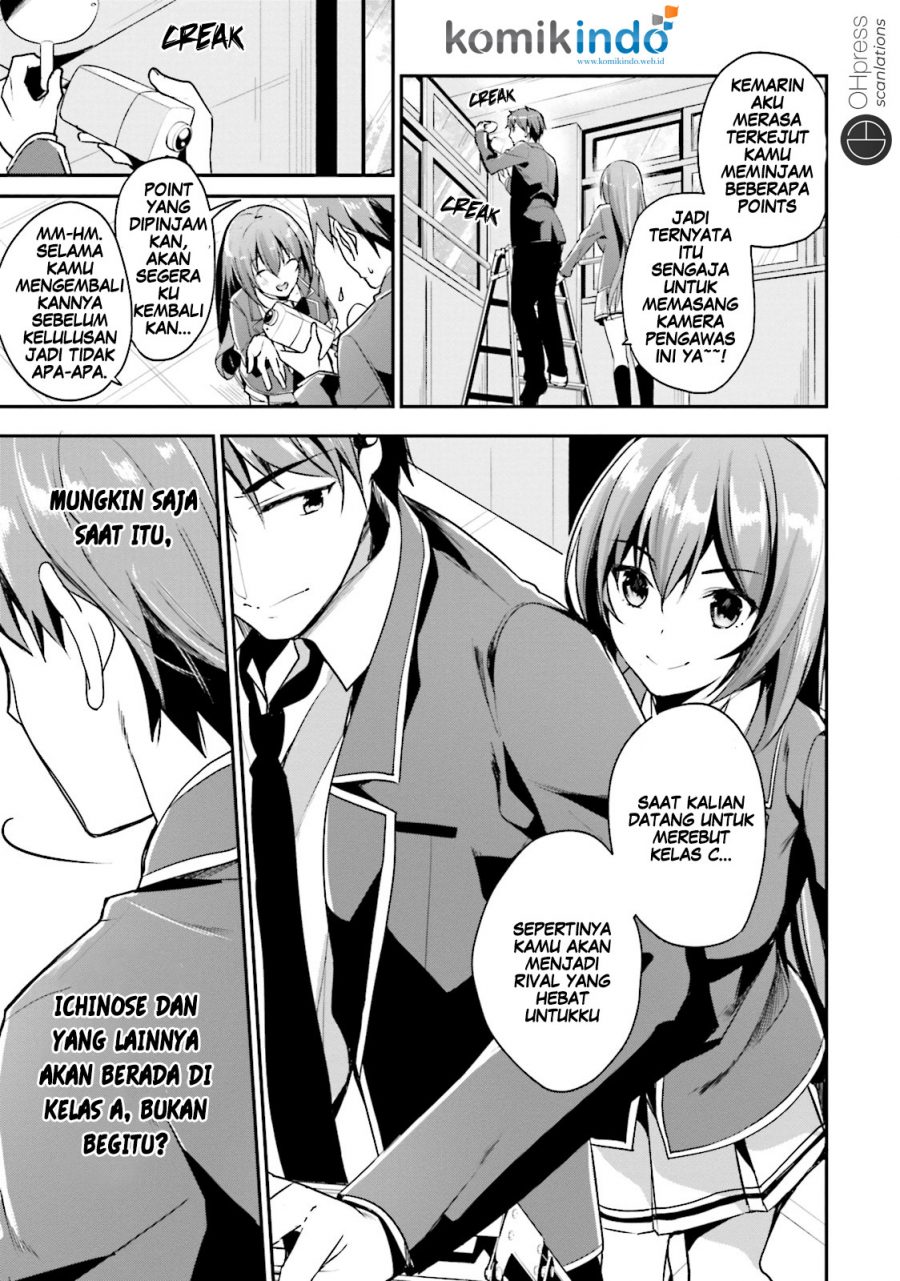 komikindo
www.komikindo.web.id
OHpress
scanlations
CREAK
CREAK
KEMARIN
AKU
MERASA
TERKEJUT
KAMU
MEMINJAM
BEBERAPA
POINTS
JADI
TERNYATA
ITU
SENGAJA
UNTUK
MEMASANG
KAMERA
PENGAWAS
INI YA~~!
CREAK
POINT
YANG
DIPINJAM
KAN,
AKAN
SEGERA
KU
KEMBALI
KAN...
MM-HM.
SELAMA
KAMU
MENGEMBALI
KANNYA
SEBELUM
KELULUSAN
JADI TIDAK
APA-APA.
SAAT KALIAN
DATANG UNTUK
MEREBUT
KELAS C...
SEPERTINYA
KAMU AKAN
MENJADI
RIVAL YANG
HEBAT
UNTUKKU
MUNGKIN SAJA
SAAT ITU,
ICHINOSE DAN
YANG LAINNYA
AKAN BERADA DI
KELAS A, BUKAN
BEGITU?